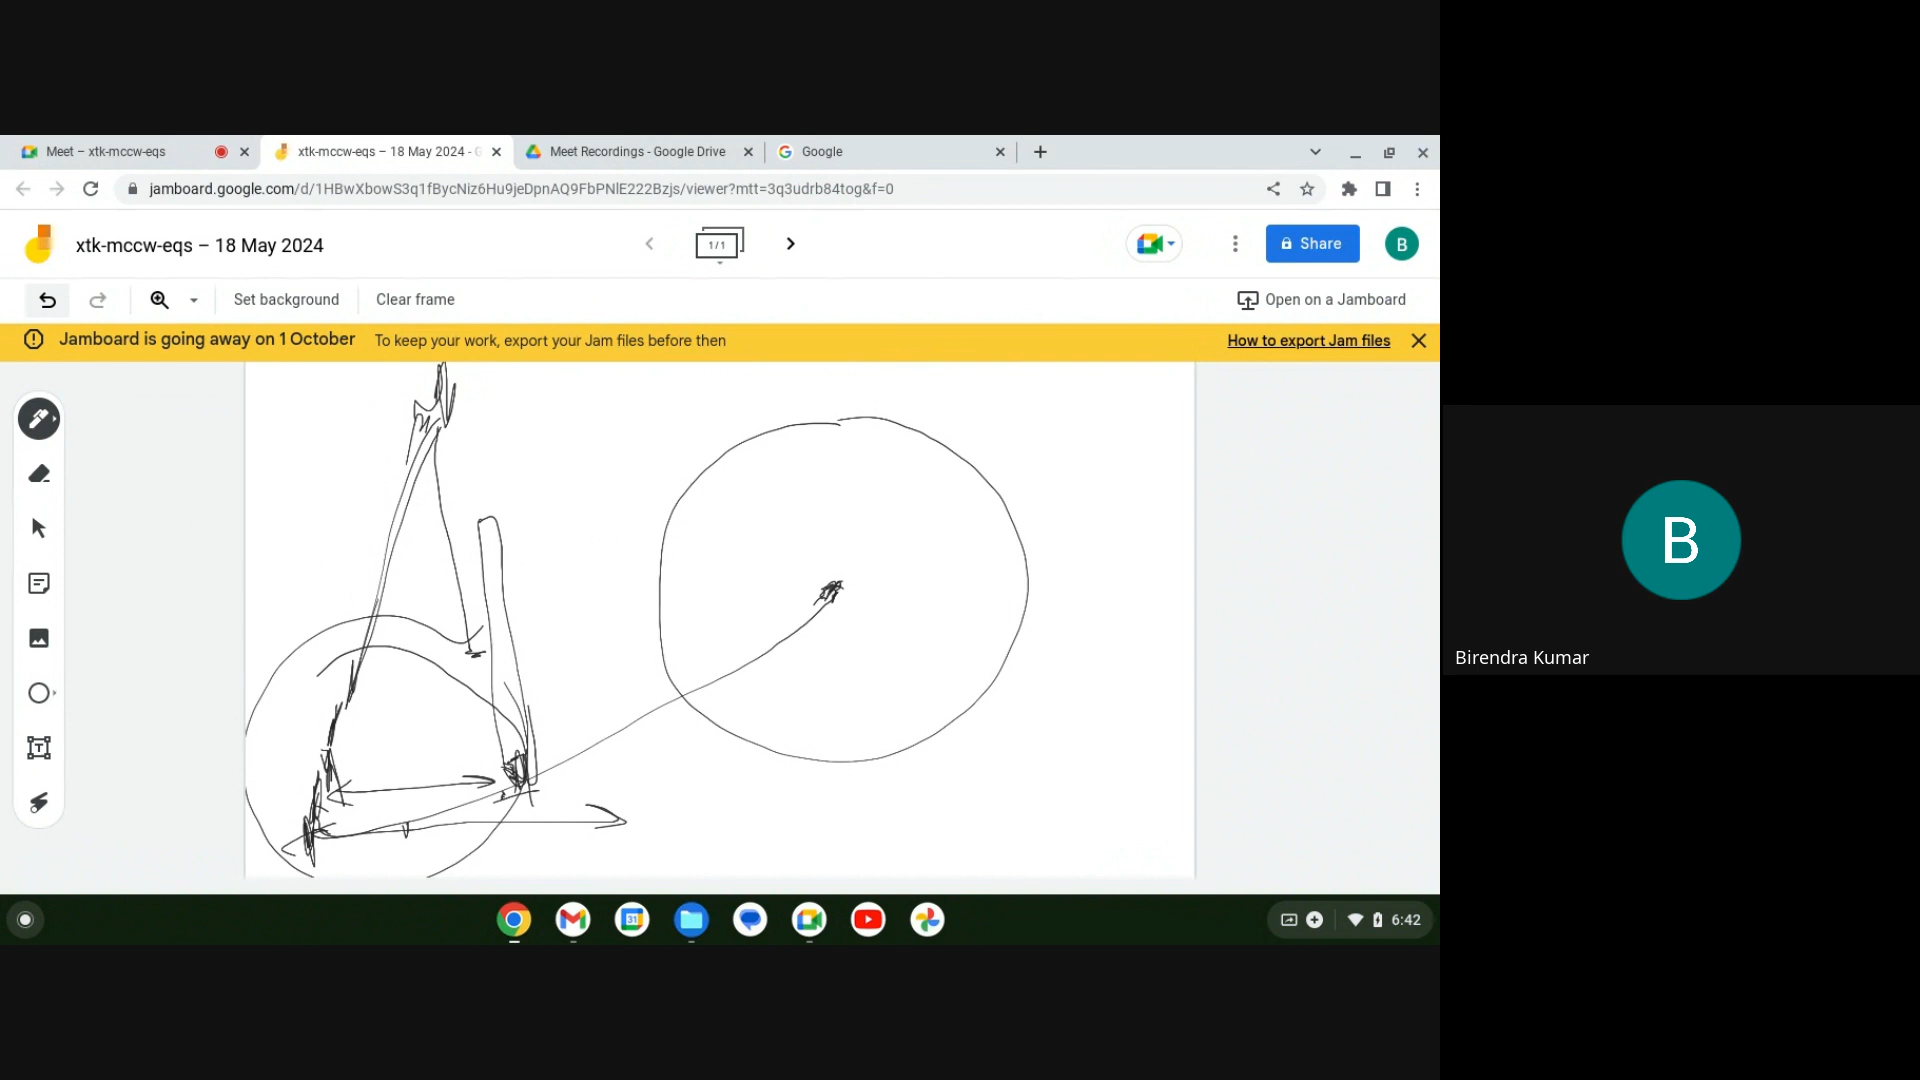 Meet – xtk-mccw-eqs
xtk-mccw-eqs – 18 May 2024 - G
Meet Recordings - Google Drive
Google
jamboard.google.com/d/1HBwXbowS3q1fBycNiz6Hu9jeDpnAQ9FbPNlE222Bzjs/viewer?mtt=3q3udrb84tog&f=0
xtk-mccw-eqs – 18 May 2024
1/1
Share
B
Set background
Clear frame
Open on a Jamboard
Jamboard is going away on 1 October
To keep your work, export your Jam files before then
How to export Jam files
B
Birendra Kumar
31
6:42